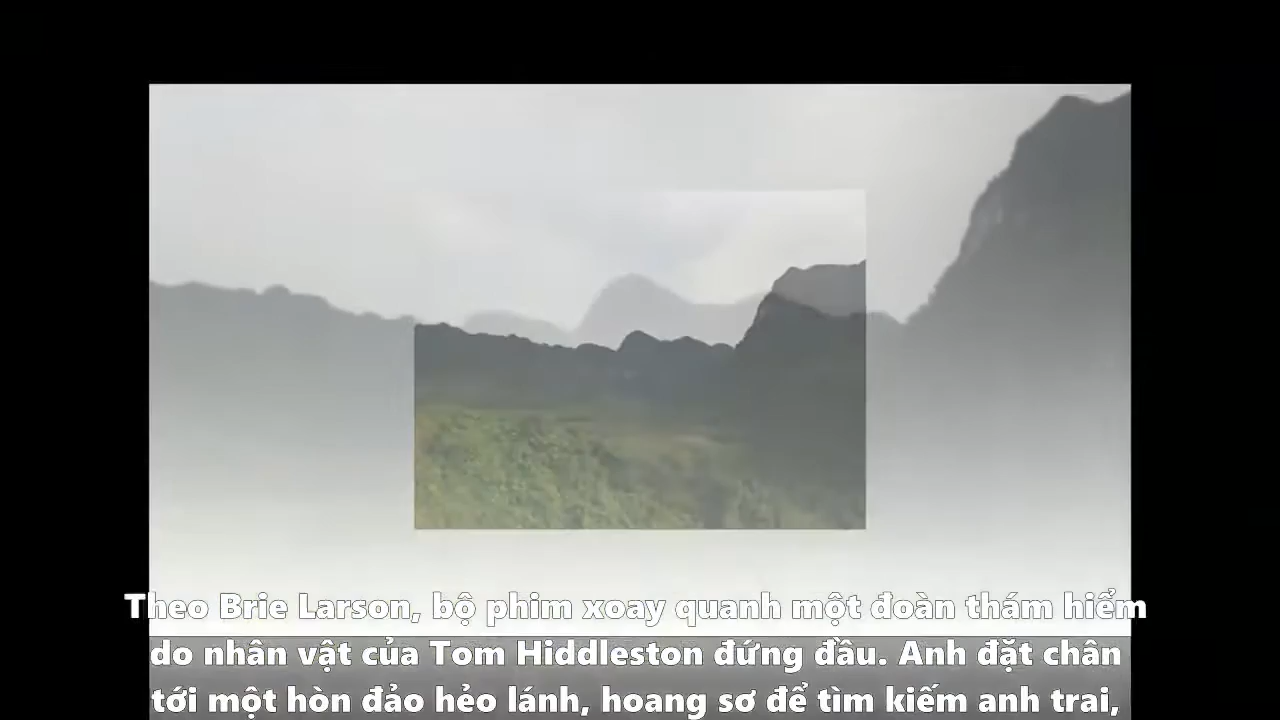 Theo Brie Larson, bộ phim xoay quanh một đoàn thám hiểm
do nhân vật của Tom Hiddleston đứng đầu. Anh đặt chân
tới một hòn đảo hẻo lánh, hoang sơ để tìm kiếm anh trai,